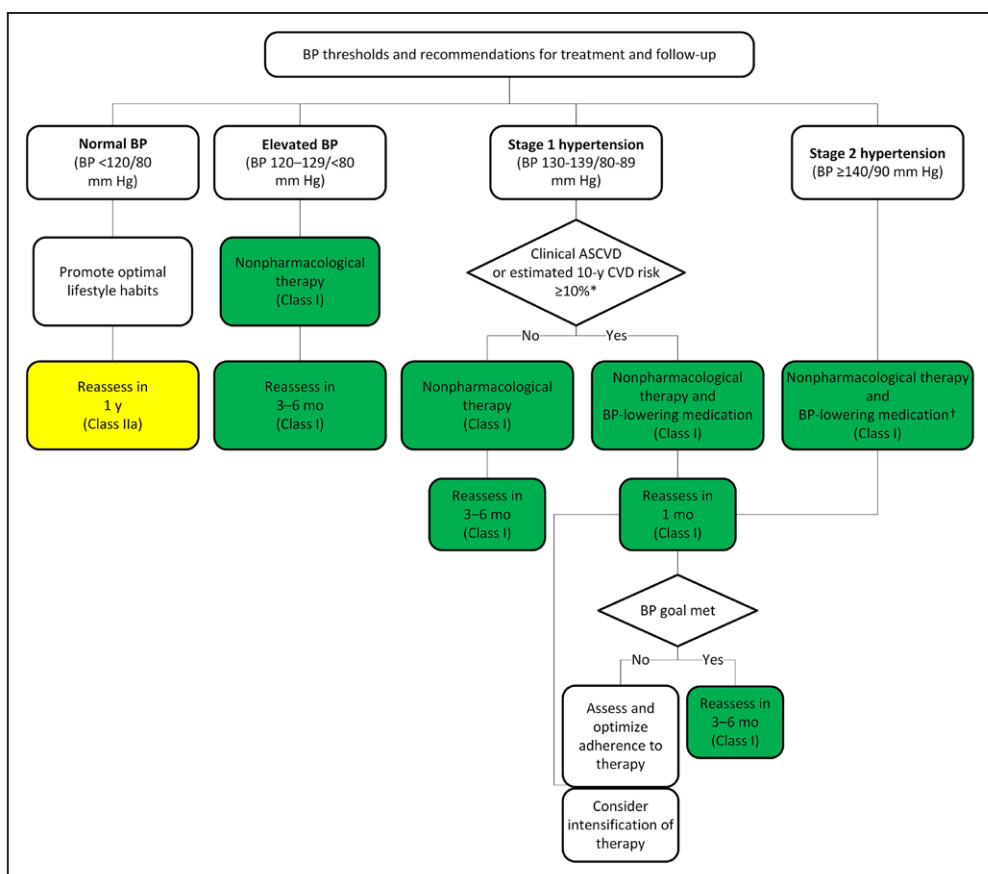 BP thresholds and recommendations for treatment and follow-up
Normal BP
(BP <120/80
mm Hg)
Elevated BP
(BP 120–129/<80
mm Hg)
Stage 1 hypertension
(BP 130-139/80-89
mm Hg)
Stage 2 hypertension
(BP ≥140/90 mm Hg)
Promote optimal
lifestyle habits
Nonpharmacological
therapy
(Class I)
Clinical ASCVD
or estimated 10-y CVD risk
≥10%*
No
Yes
Reassess in
1 y
(Class IIa)
Reassess in
3–6 mo
(Class I)
Nonpharmacological
therapy
(Class I)
Nonpharmacological
therapy and
BP-lowering medication
(Class I)
Nonpharmacological therapy
and
BP-lowering medication†
(Class I)
Reassess in
3–6 mo
(Class I)
Reassess in
1 mo
(Class I)
BP goal met
No
Yes
Assess and
optimize
adherence to
therapy
Reassess in
3–6 mo
(Class I)
Consider
intensification of
therapy